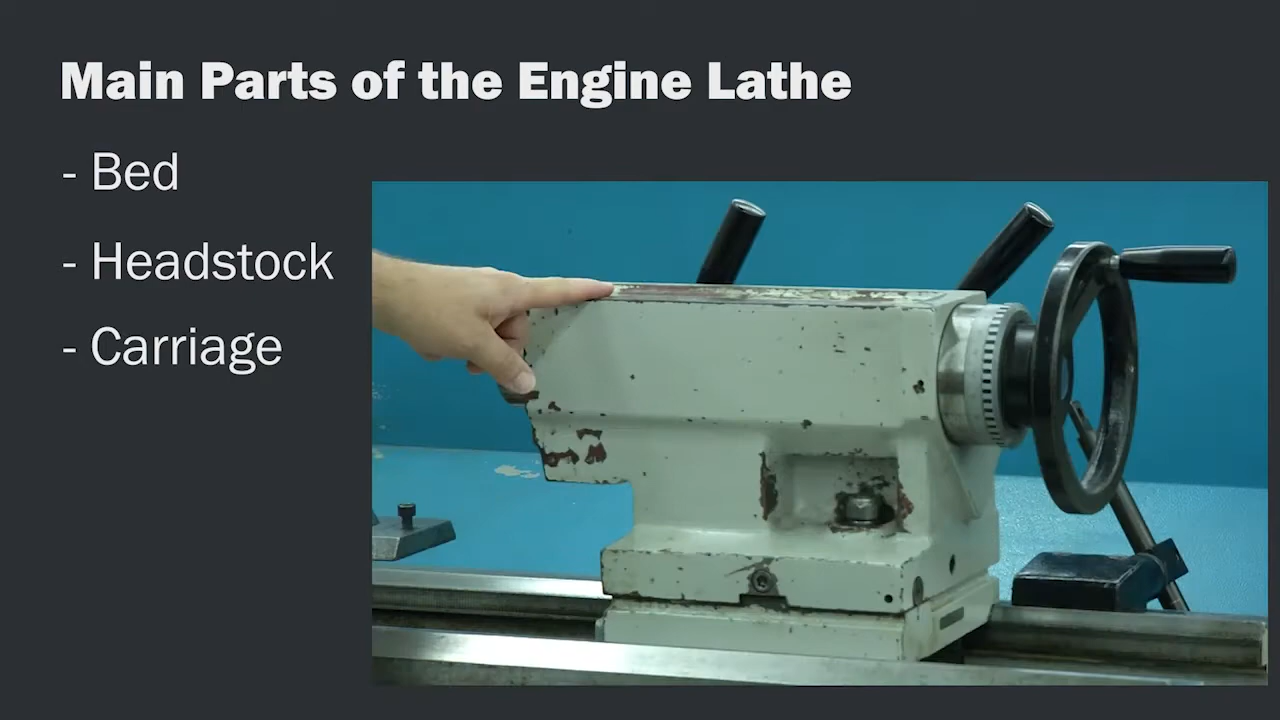 Main Parts of the Engine Lathe
- Bed
- Headstock
- Carriage